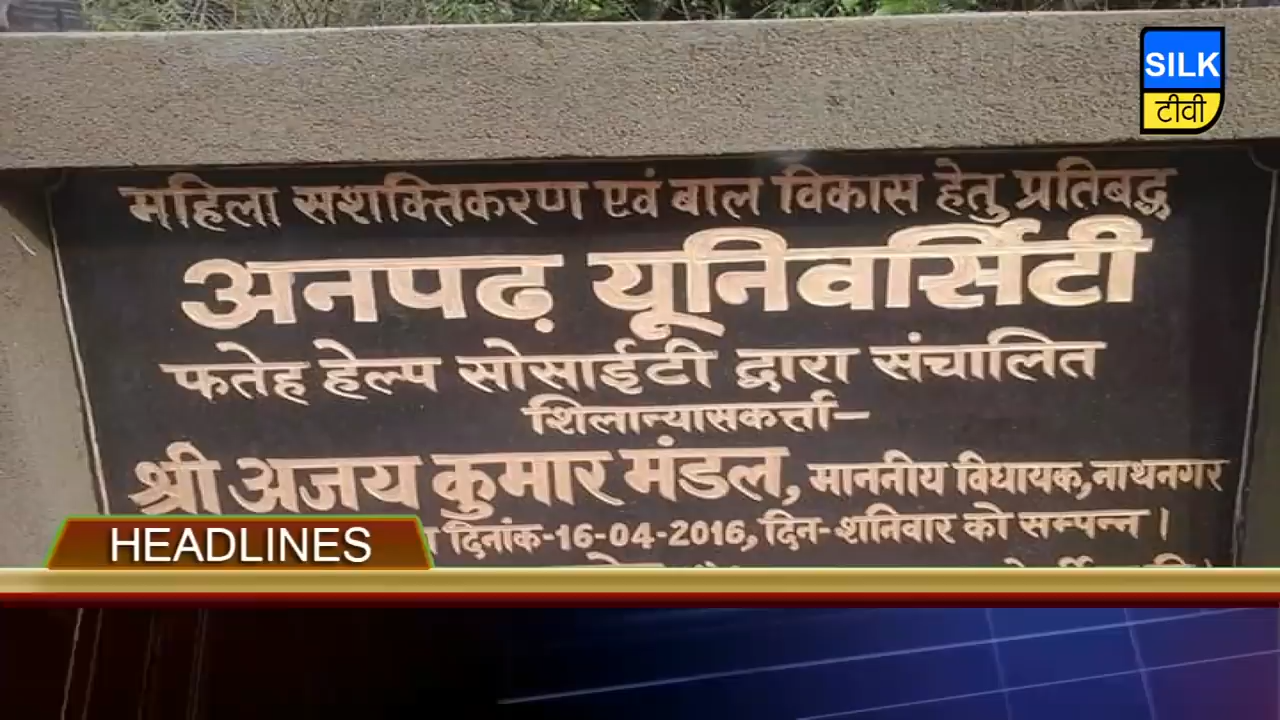 SILK
टीवी
महिला सशक्तिकरण एवं बाल विकास हेतु प्रतिबद्ध
अनपढ़ यूनिवर्सिटी
फतेह हेल्प सोसाईटी द्वारा संचालित
शिलान्यासकर्त्ता–
श्री अजय कुमार मंडल, माननीय विधायक,नाथनगर
दिनांक-16-04-2016, दिन-शनिवार को सम्पन्न।
HEADLINES